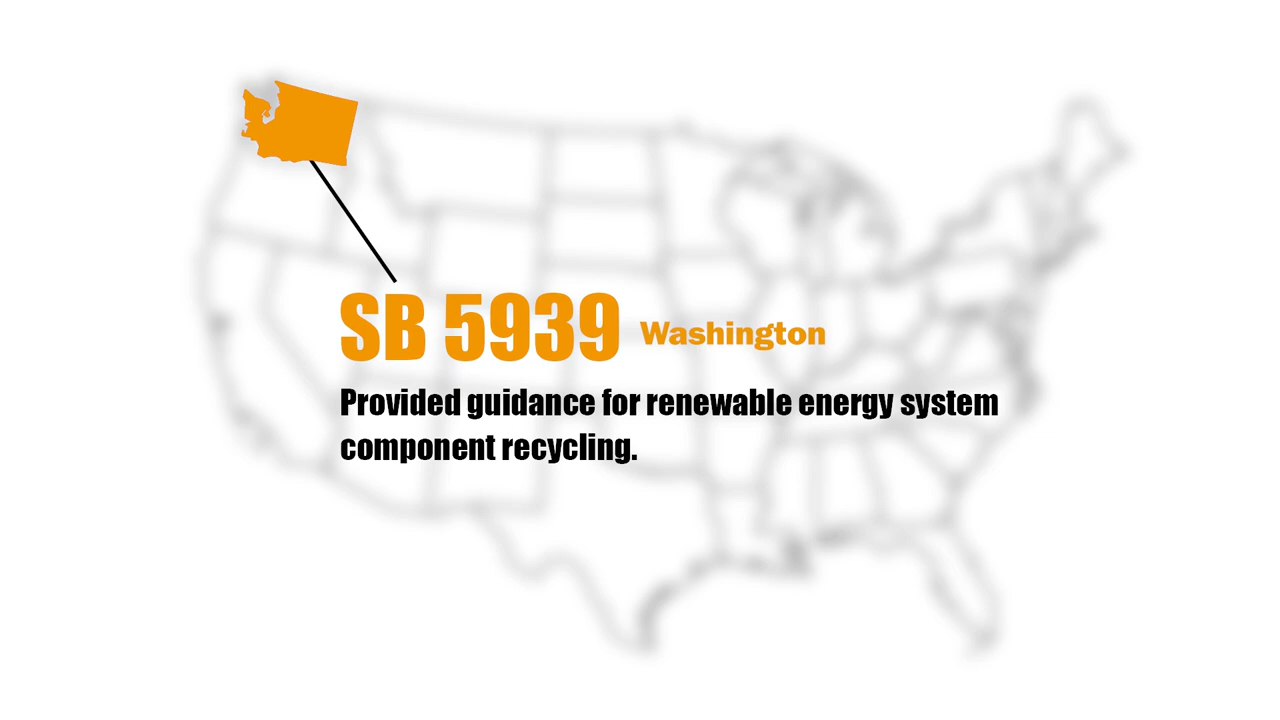 SB 5939 Washington
Provided guidance for renewable energy system
component recycling.